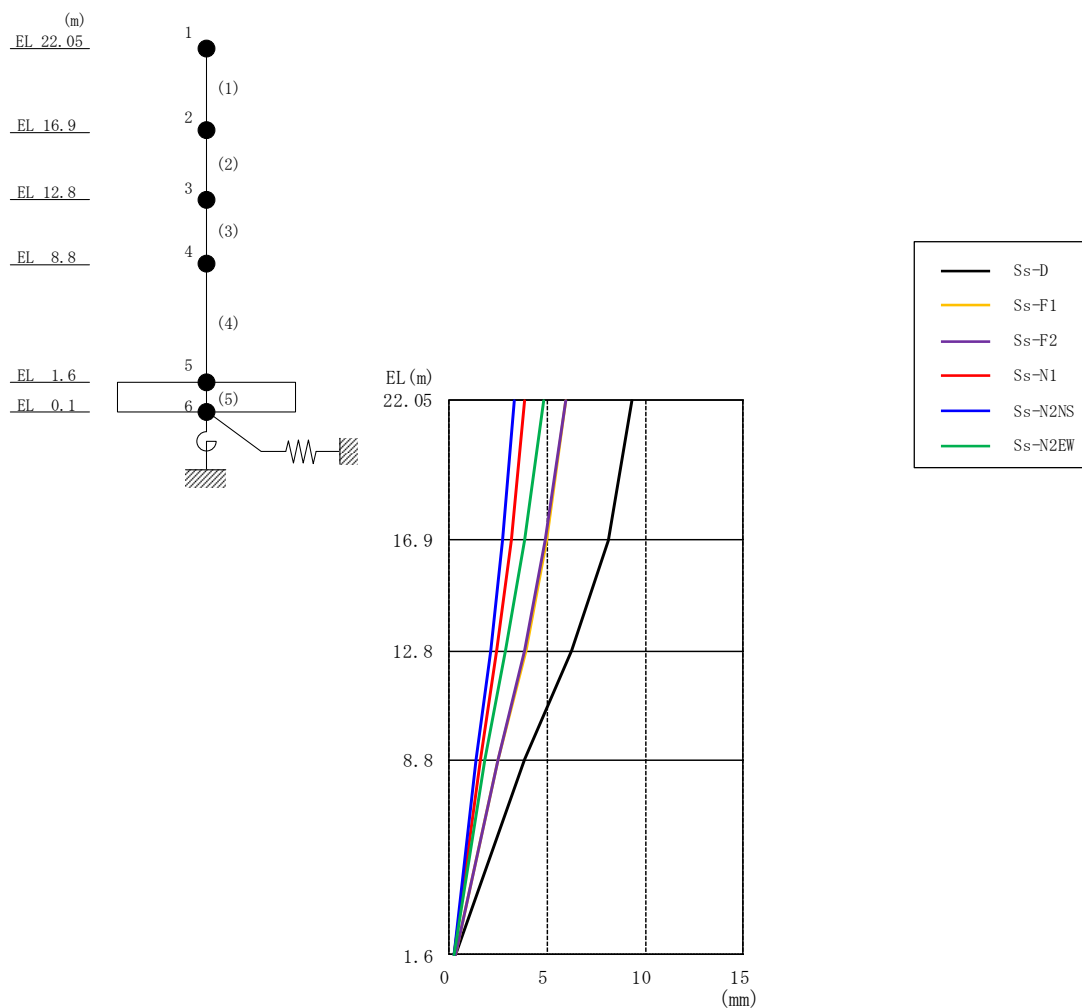 (m)
EL 22.05
1
(1)
EL 16.9
2
(2)
EL 12.8
3
(3)
EL 8.8
4
(4)
EL 1.6
5
(5)
EL 0.1
6
EL(m)
22.05
16.9
12.8
8.8
1.6
0
5
10
15
(mm)
Ss-D
Ss-F1
Ss-F2
Ss-N1
Ss-N2NS
Ss-N2EW